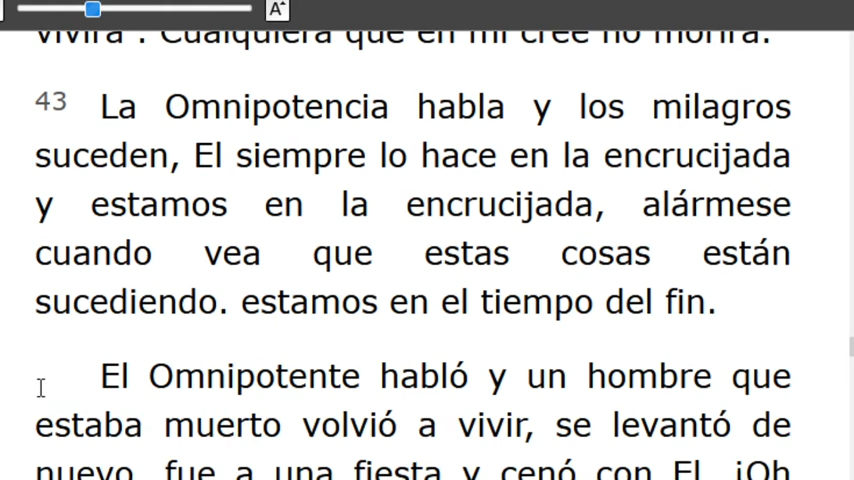 A
vivirá". Cualquiera que en mí cree no morirá.
43 La Omnipotencia habla y los milagros
suceden, El siempre lo hace en la encrucijada
y estamos en la encrucijada, alármese
cuando vea que estas cosas están
sucediendo. estamos en el tiempo del fin.
El Omnipotente habló y un hombre que
estaba muerto volvió a vivir, se levantó de
nuevo, fue a una fiesta y cenó con El. ¡Oh